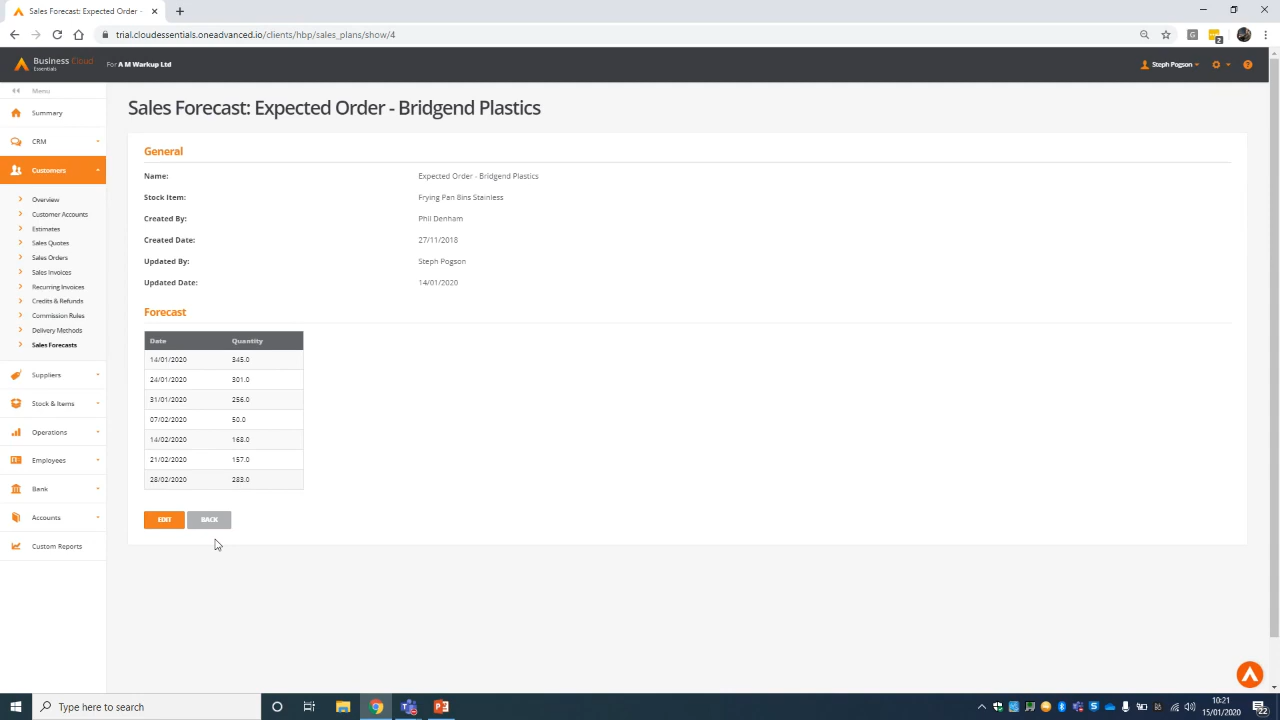 Sales Forecast: Expected Order -
trial.cloudessentials.oneadvanced.io/clients/hbp/sales_plans/show/4
Business Cloud
Essentials
For A M Warkup Ltd
Steph Pogson
Menu
Summary
CRM
Customers
Overview
Customer Accounts
Estimates
Sales Quotes
Sales Orders
Sales Invoices
Recurring Invoices
Credits & Refunds
Commission Rules
Delivery Methods
Sales Forecasts
Suppliers
Stock & Items
Operations
Employees
Bank
Accounts
Custom Reports
Sales Forecast: Expected Order - Bridgend Plastics
General
Name: Expected Order - Bridgend Plastics
Stock Item: Frying Pan Bins Stainless
Created By: Phil Denham
Created Date: 27/11/2018
Updated By: Steph Pogson
Updated Date: 14/01/2020
Forecast
Date Quantity
14/01/2020 345.0
24/01/2020 301.0
31/01/2020 256.0
07/02/2020 50.0
14/02/2020 168.0
21/02/2020 157.0
28/02/2020 283.0
EDIT BACK
Type here to search
10:21
15/01/2020
22